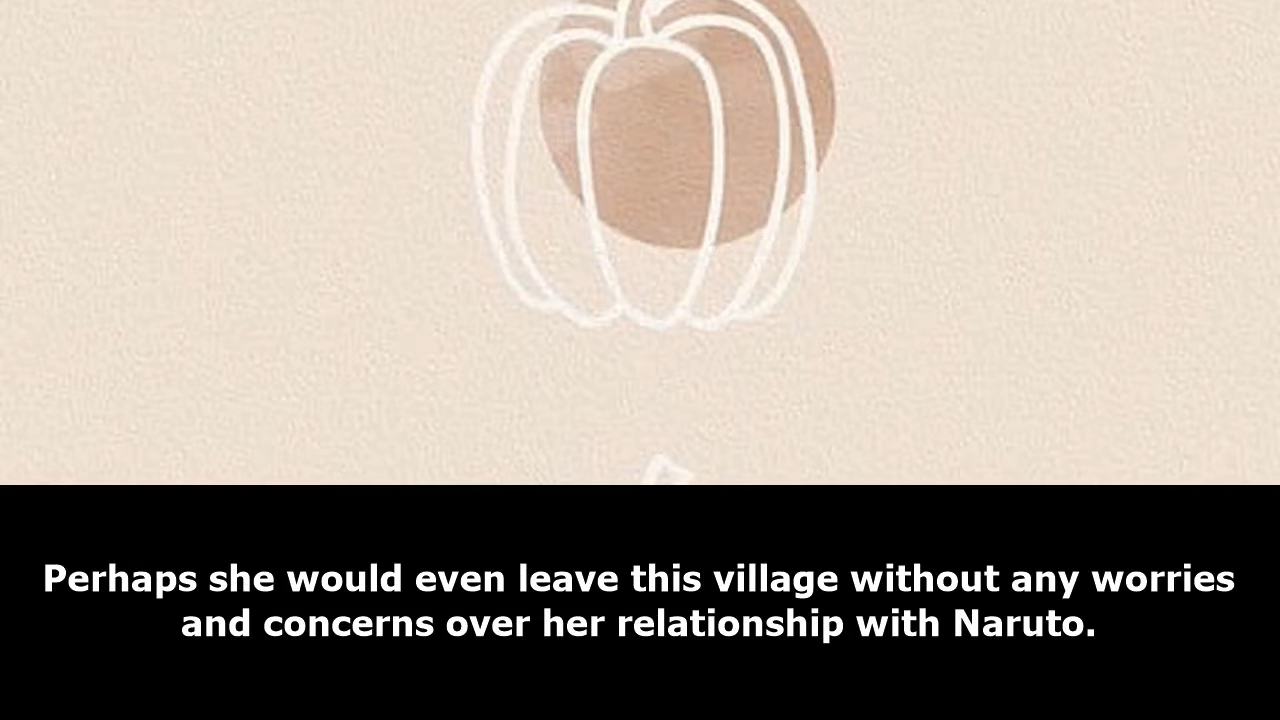 Perhaps she would even leave this village without any worries
and concerns over her relationship with Naruto.